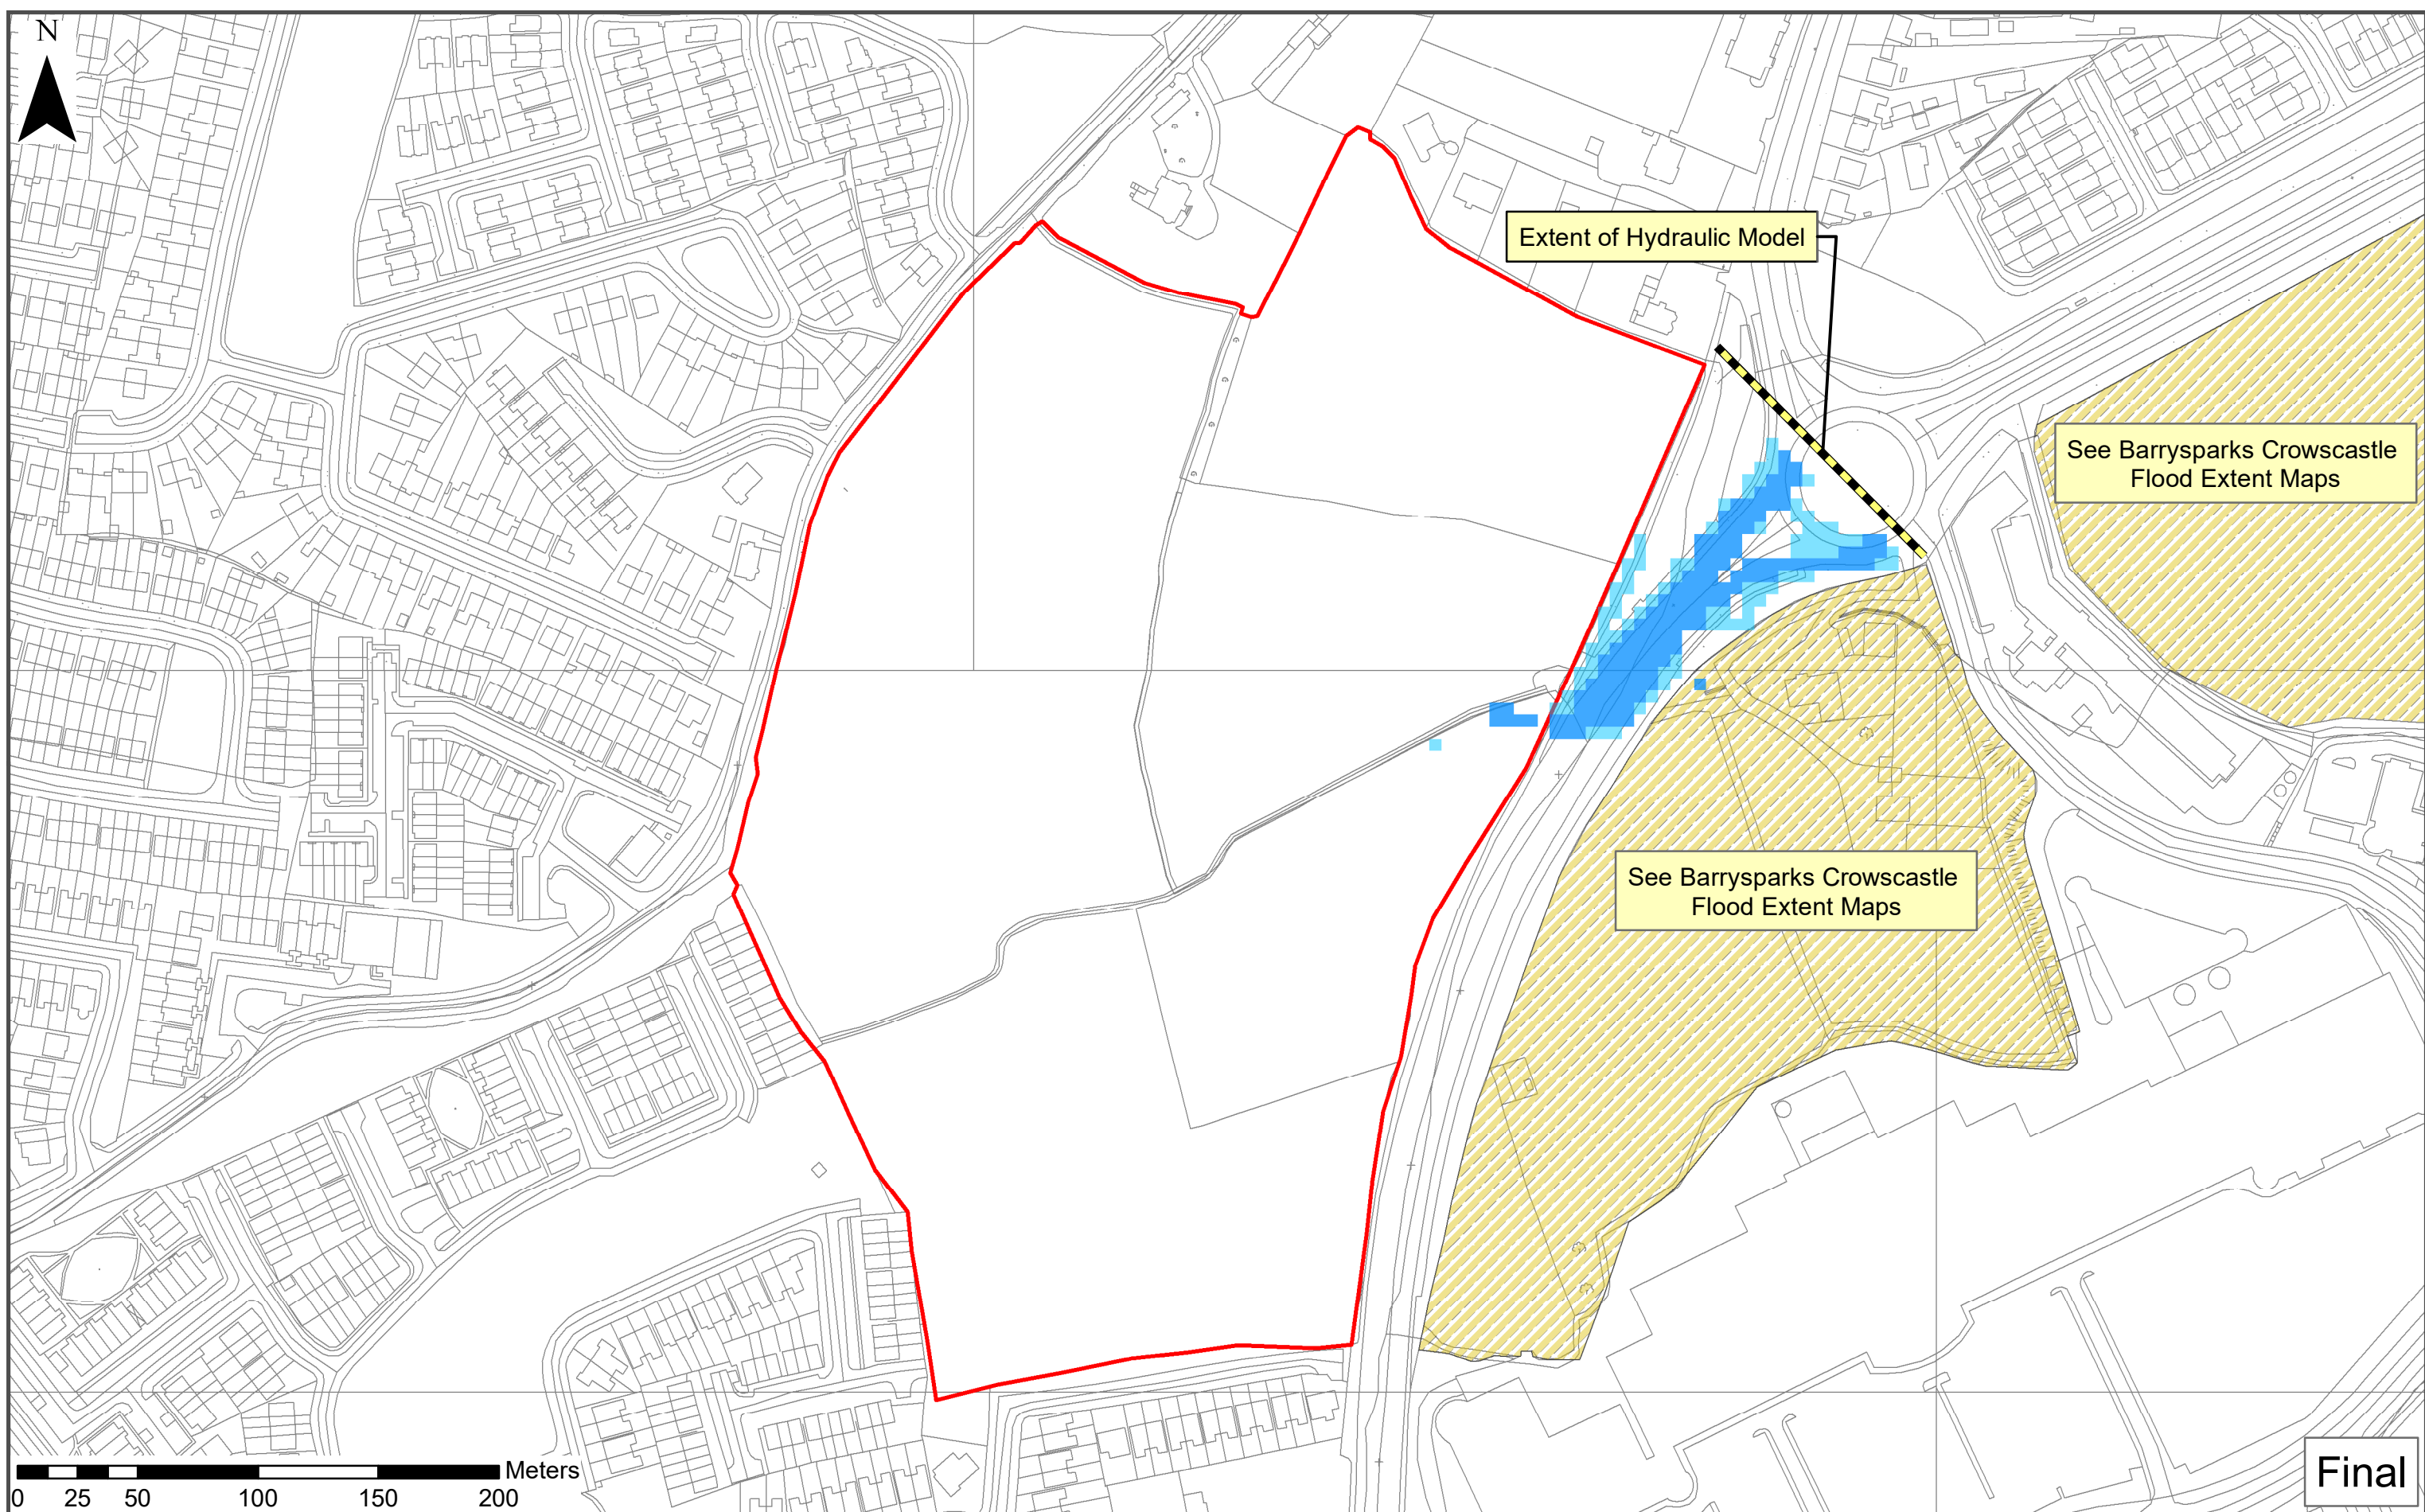 N
Extent of Hydraulic Model
See Barrysparks Crowscastle
Flood Extent Maps
See Barrysparks Crowscastle
Flood Extent Maps
Meters
0 25 50 100 150 200
Final